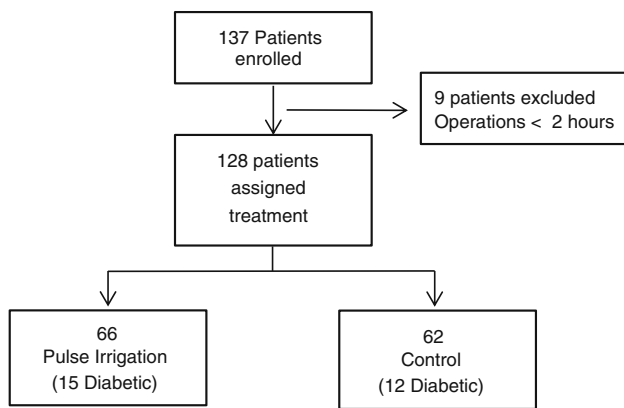 137 Patients
enrolled
9 patients excluded
Operations < 2 hours
128 patients
assigned
treatment
66
Pulse Irrigation
(15 Diabetic)
62
Control
(12 Diabetic)